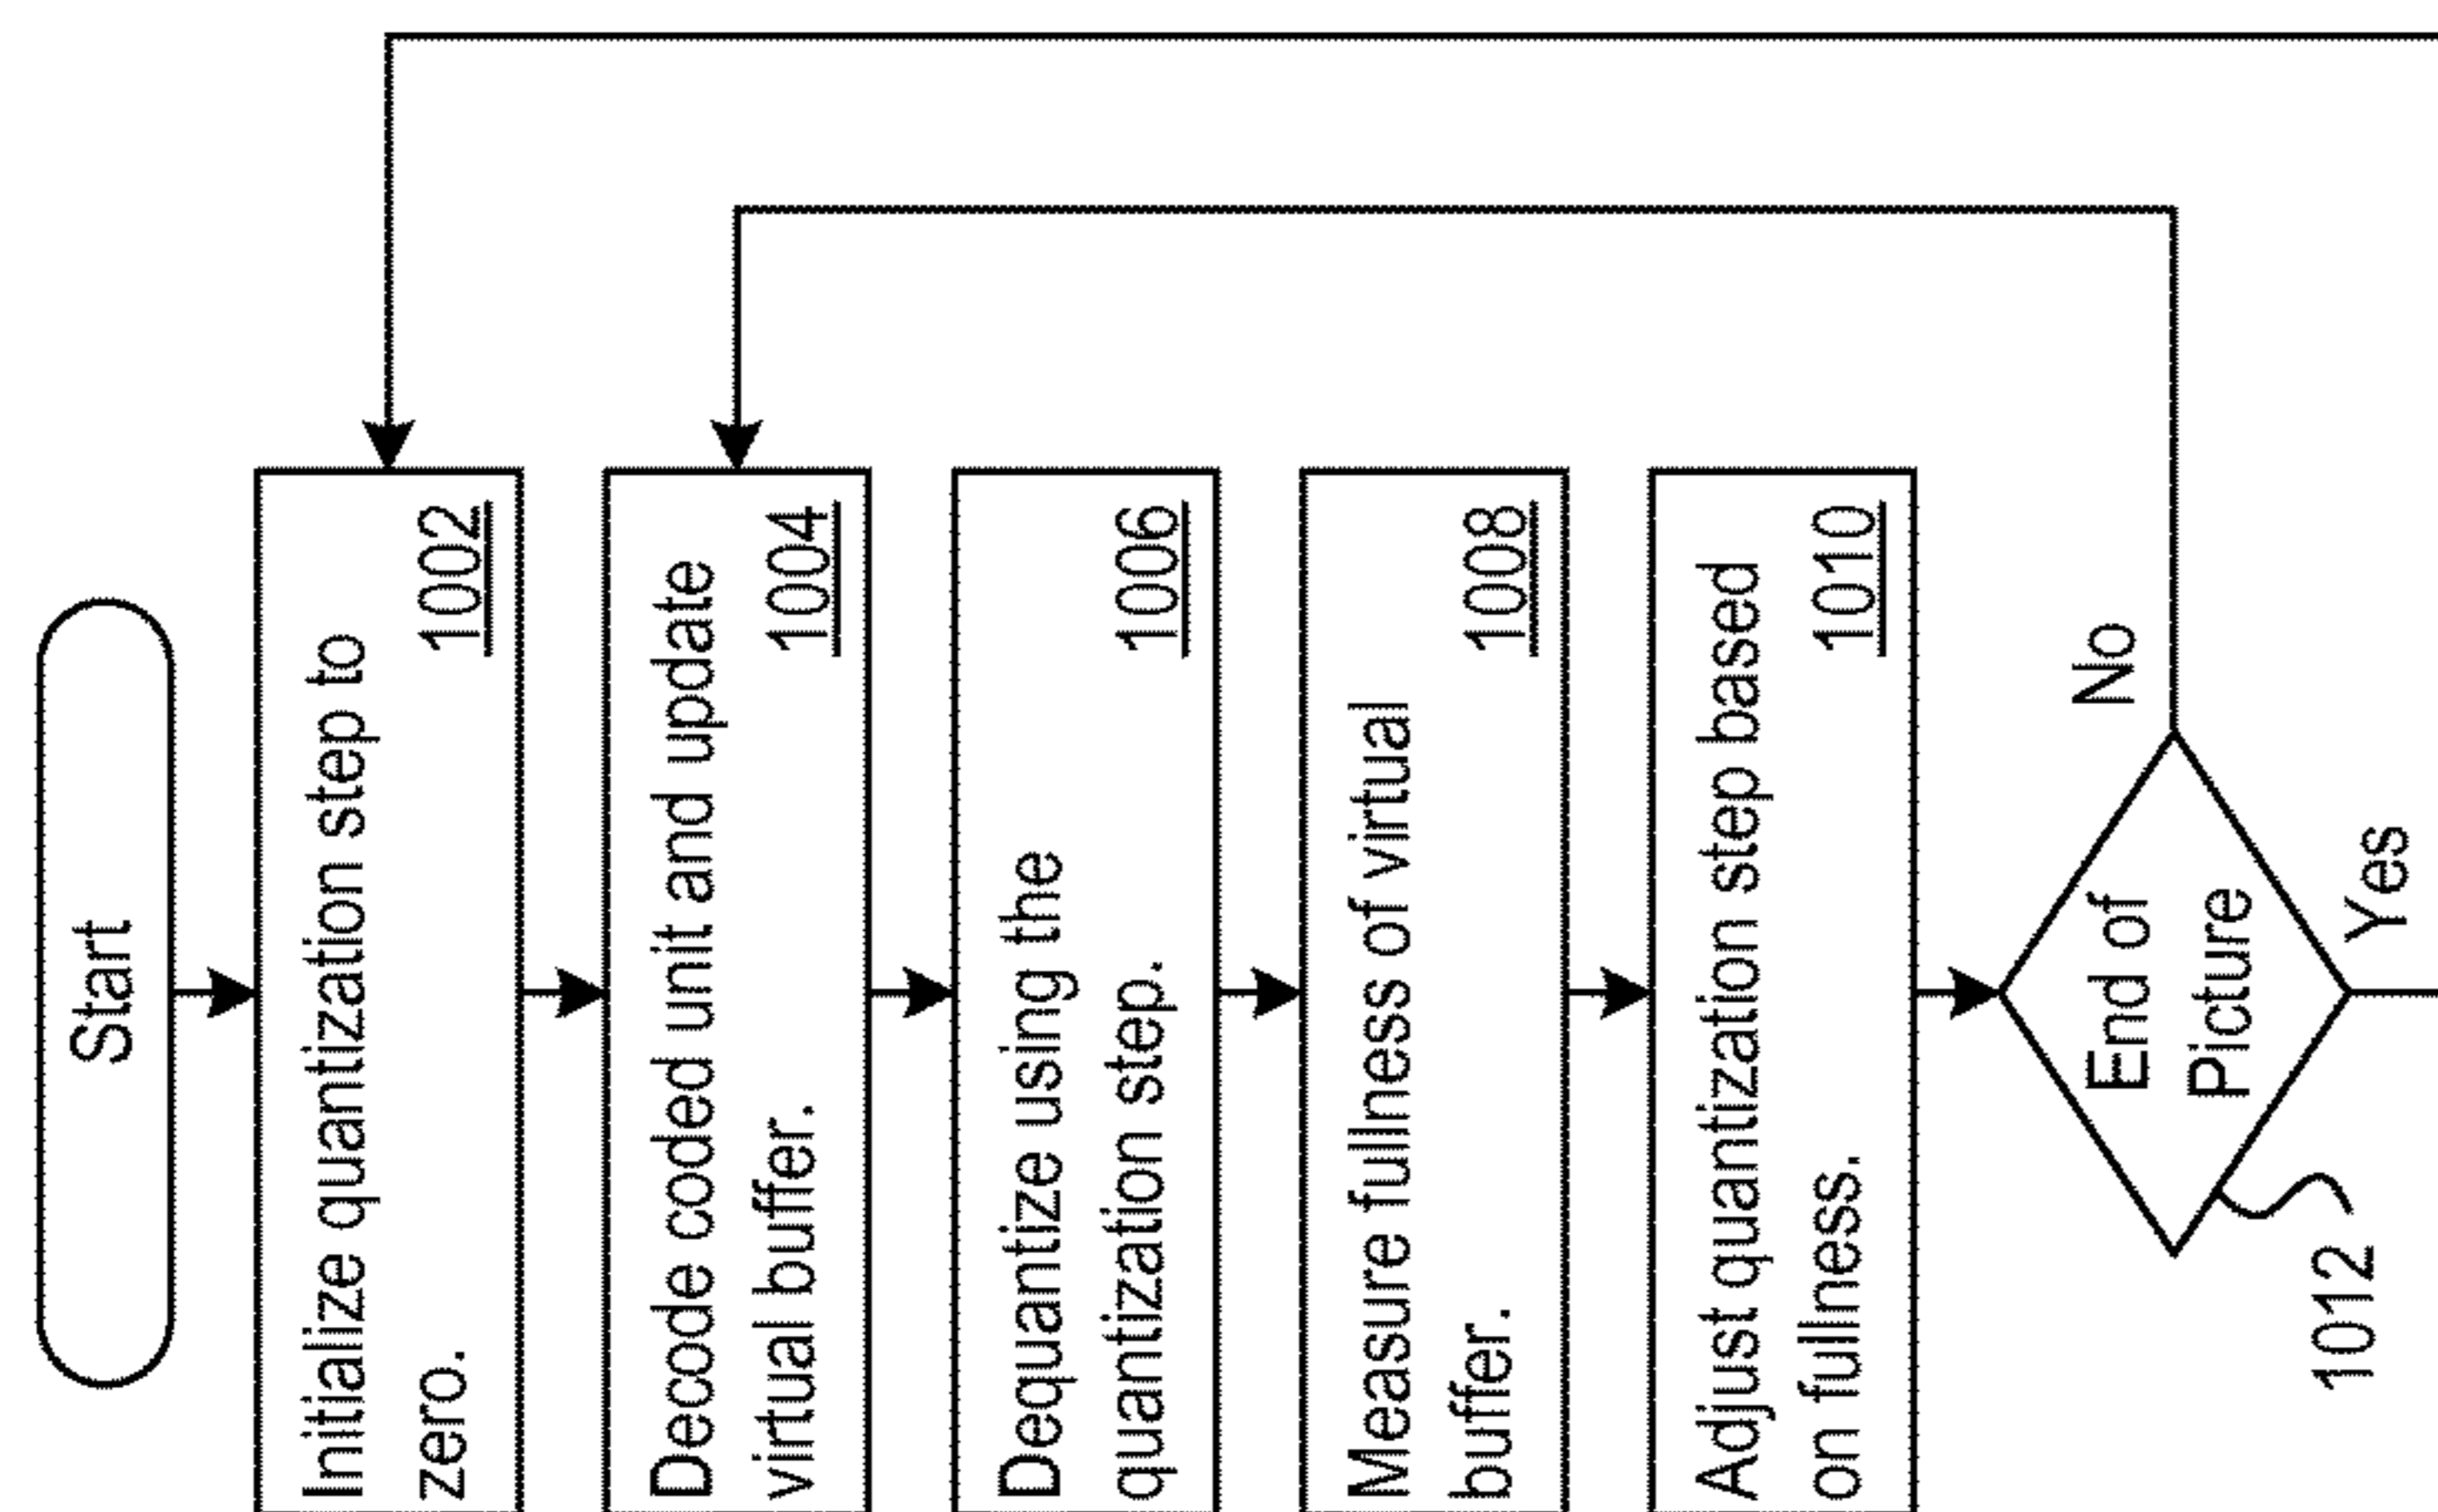 Start
Initialize quantization step to
zero.
1002
Decode coded unit and update
virtual buffer.
1004
Dequantize using the
quantization step.
1006
Measure fullness of virtual
buffer.
1008
Adjust quantization step based
on fullness.
1010
End of
Picture
No
Yes
1012